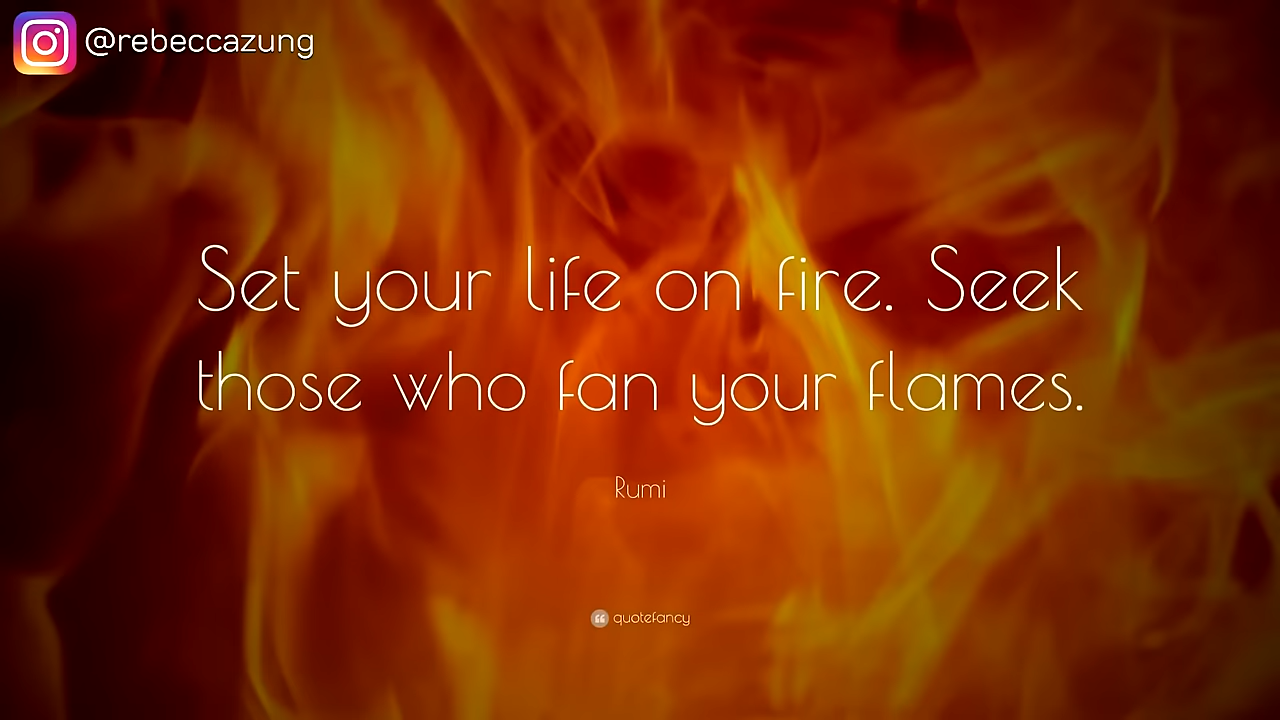 @rebeccazung
Set your life on fire. Seek
those who fan your flames.
Rumi
quotefancy